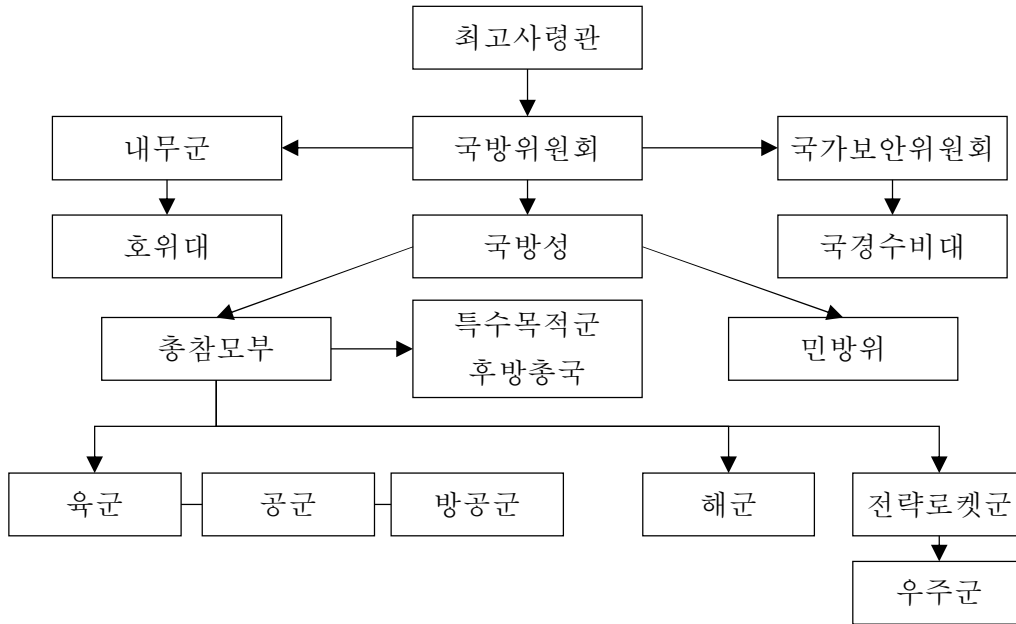 최고사령관
내무군
국방위원회
국가보안위원회
호위대
국방성
국경수비대
총참모부
특수목적군
후방총국
민방위
육군
공군
방공군
해군
전략로켓군
우주군